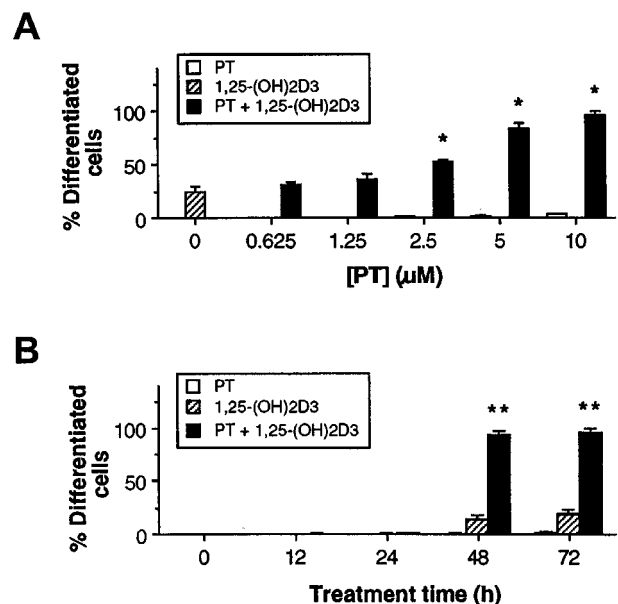 A
PT
1,25-(OH)2D3
PT + 1,25-(OH)2D3
% Differentiated
cells
100
50
0
*
*
*
0
0.625
1.25
2.5
5
10
[PT] (μM)
B
PT
1,25-(OH)2D3
PT + 1,25-(OH)2D3
% Differentiated
cells
100
50
0
**
**
0
12
24
48
72
Treatment time (h)